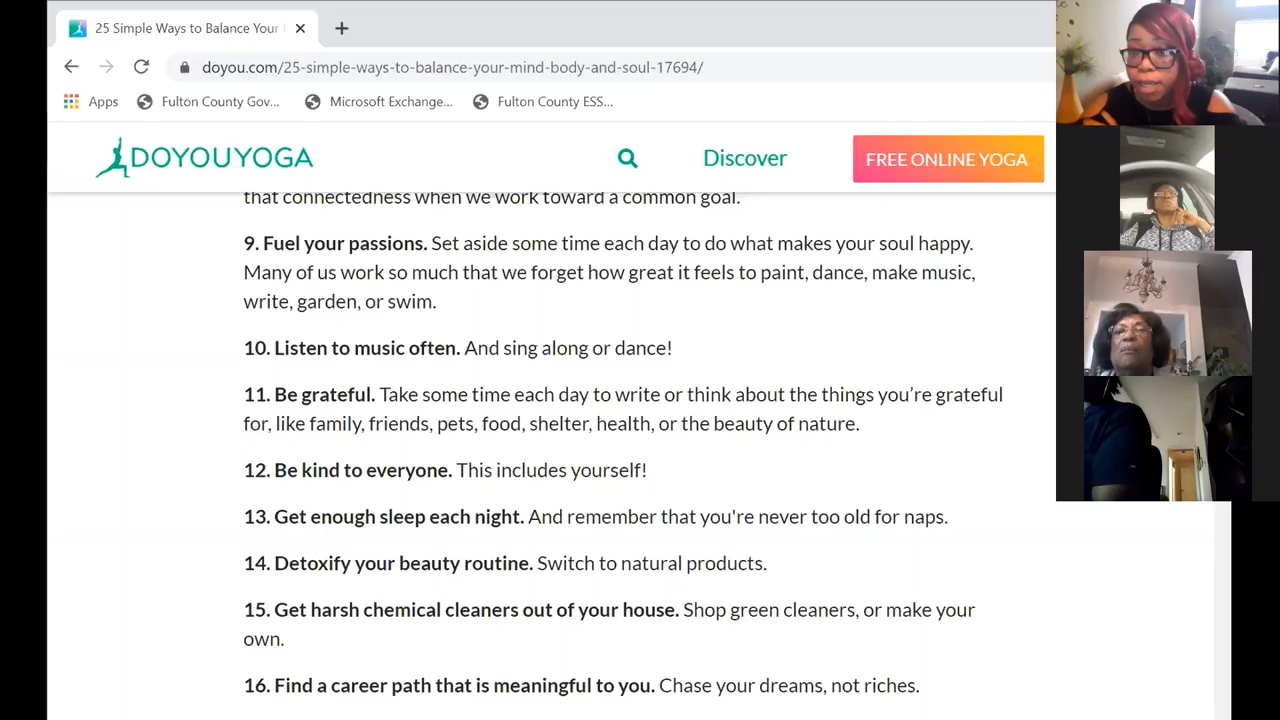 25 Simple Ways to Balance Your
doyou.com/25-simple-ways-to-balance-your-mind-body-and-soul-17694/
Apps Fulton County Gov... Microsoft Exchange... Fulton County ESS...
DOYOUYOGA Discover FREE ONLINE YOGA
that connectedness when we work toward a common goal.
9. Fuel your passions. Set aside some time each day to do what makes your soul happy.
Many of us work so much that we forget how great it feels to paint, dance, make music,
write, garden, or swim.
10. Listen to music often. And sing along or dance!
11. Be grateful. Take some time each day to write or think about the things you’re grateful
for, like family, friends, pets, food, shelter, health, or the beauty of nature.
12. Be kind to everyone. This includes yourself!
13. Get enough sleep each night. And remember that you're never too old for naps.
14. Detoxify your beauty routine. Switch to natural products.
15. Get harsh chemical cleaners out of your house. Shop green cleaners, or make your
own.
16. Find a career path that is meaningful to you. Chase your dreams, not riches.